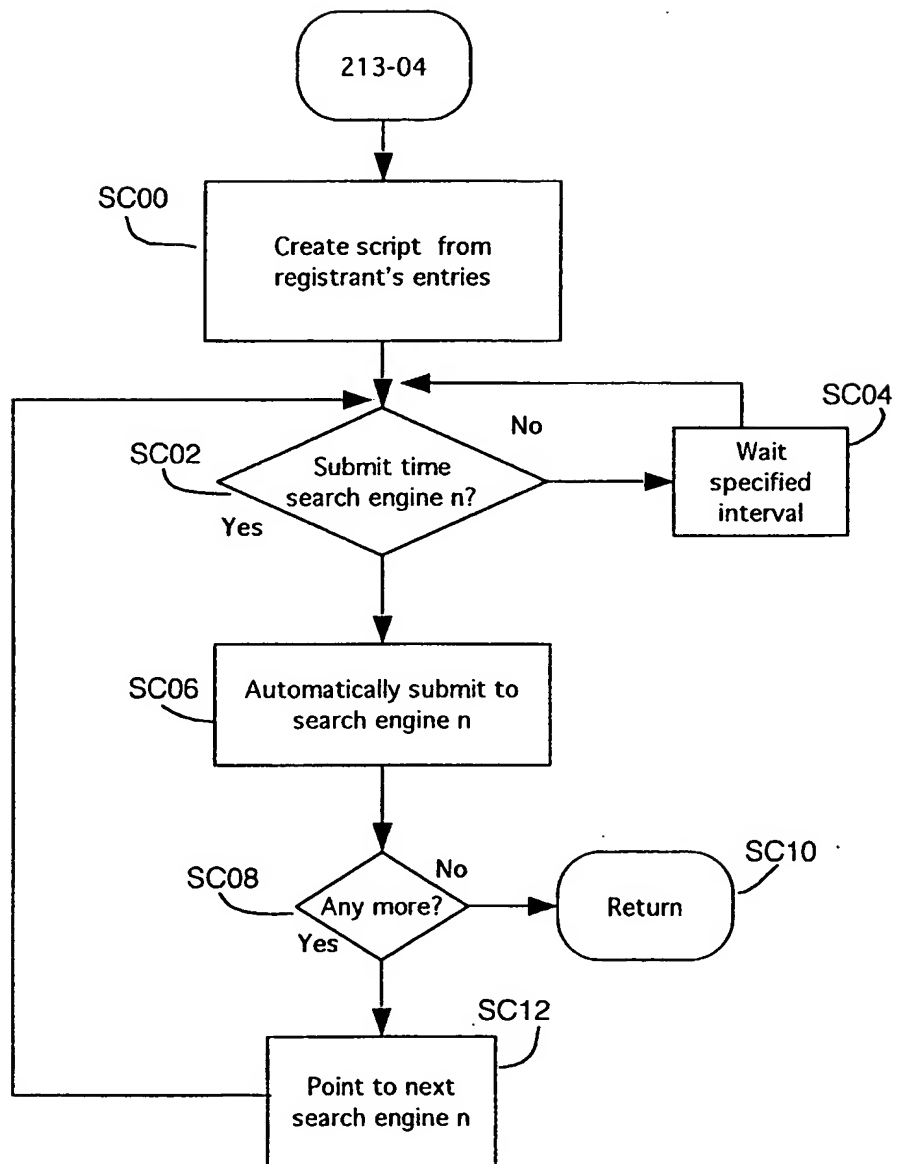 213-04
SC00
Create script from
registrant's entries
SC04
No
Wait
specified
interval
SC02
Submit time
search engine n?
Yes
SC06
Automatically submit to
search engine n
SC08
No
SC10
Any more?
Return
Yes
SC12
Point to next
search engine n